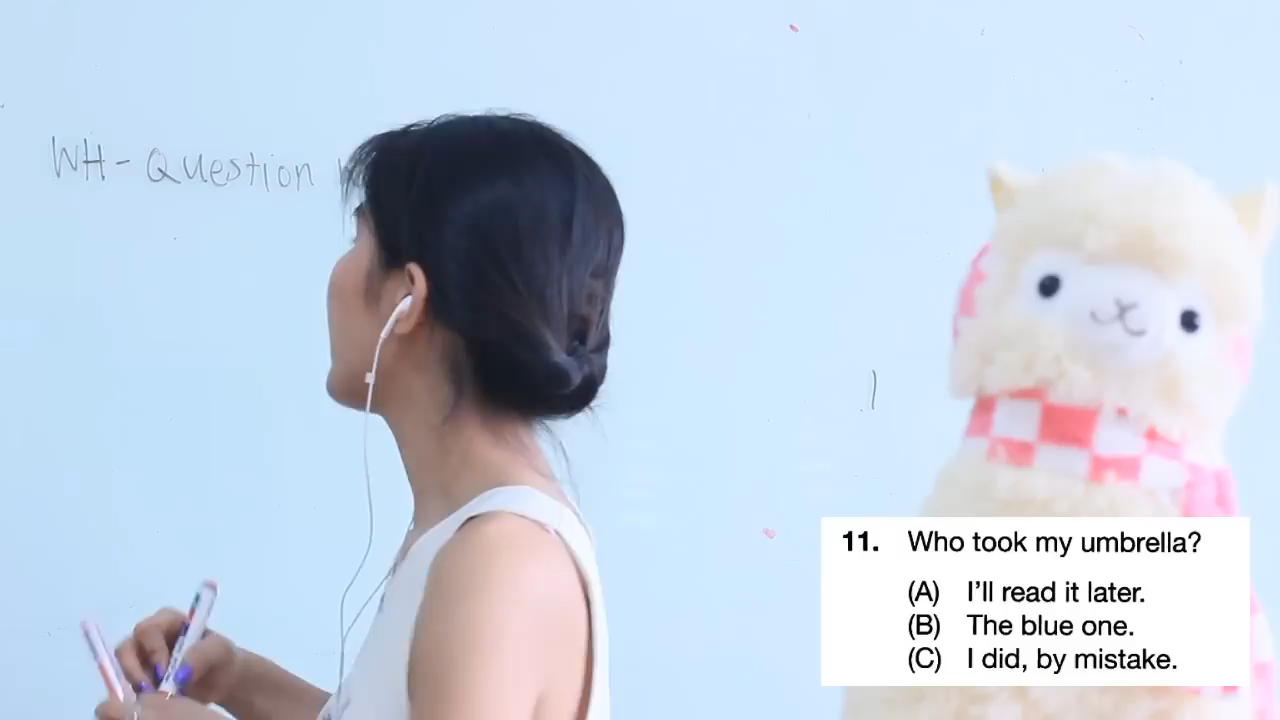 WH-Question
11. Who took my umbrella?
(A) I'll read it later.
(B) The blue one.
(C) I did, by mistake.